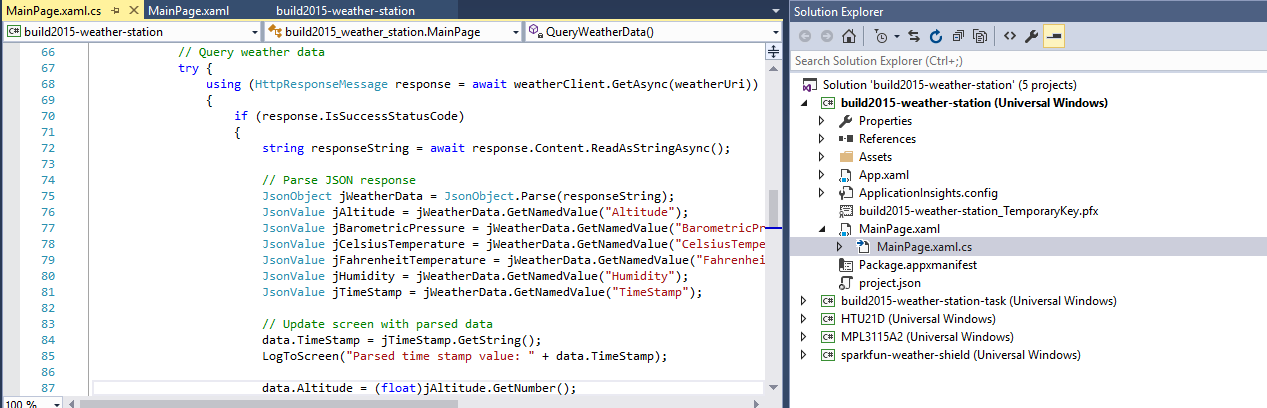 MainPage.xaml.cs MainPage.xaml build2015-weather-station
build2015-weather-station build2015_weather_station.MainPage QueryWeatherData()
66 // Query weather data
67 try {
68 using (HttpResponseMessage response = await weatherClient.GetAsync(weatherUri))
69 {
70 if (response.IsSuccessStatusCode)
71 {
72 string responseString = await response.Content.ReadAsStringAsync();
73
74 // Parse JSON response
75 JsonObject jWeatherData = JsonObject.Parse(responseString);
76 JsonValue jAltitude = jWeatherData.GetNamedValue("Altitude");
77 JsonValue jBarometricPressure = jWeatherData.GetNamedValue("BarometricPr
78 JsonValue jCelsiusTemperature = jWeatherData.GetNamedValue("CelsiusTempe
79 JsonValue jFahrenheitTemperature = jWeatherData.GetNamedValue("Fahrenhei
80 JsonValue jHumidity = jWeatherData.GetNamedValue("Humidity");
81 JsonValue jTimeStamp = jWeatherData.GetNamedValue("TimeStamp");
82
83 // Update screen with parsed data
84 data.TimeStamp = jTimeStamp.GetString();
85 LogToScreen("Parsed time stamp value: " + data.TimeStamp);
86
87 data.Altitude = (float)jAltitude.GetNumber();
100 %
Solution Explorer
Search Solution Explorer (Ctrl+;)
Solution 'build2015-weather-station' (5 projects)
C# build2015-weather-station (Universal Windows)
Properties
References
Assets
App.xaml
ApplicationInsights.config
build2015-weather-station_TemporaryKey.pfx
MainPage.xaml
MainPage.xaml.cs
Package.appxmanifest
project.json
C# build2015-weather-station-task (Universal Windows)
C# HTU21D (Universal Windows)
C# MPL3115A2 (Universal Windows)
C# sparkfun-weather-shield (Universal Windows)